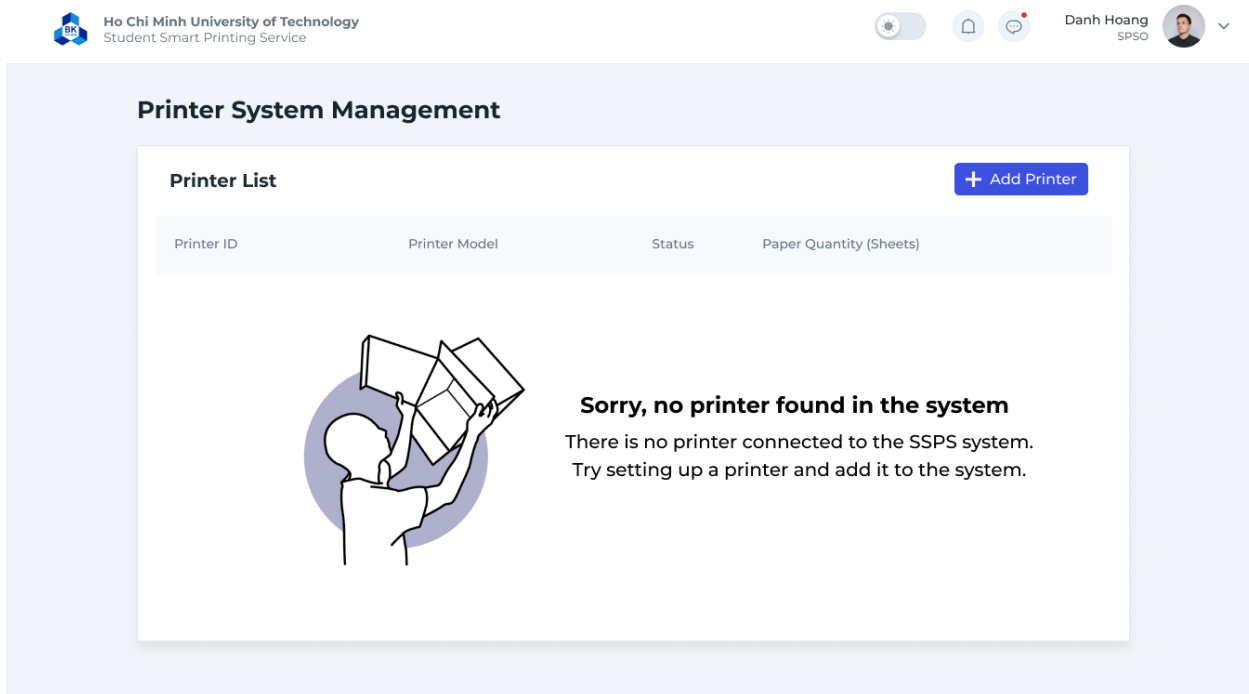 BK
Ho Chi Minh University of Technology
Student Smart Printing Service
Danh Hoang
SPSO
Printer System Management
Printer List
Add Printer
Printer ID Printer Model Status Paper Quantity (Sheets)
Sorry, no printer found in the system
There is no printer connected to the SSPS system.
Try setting up a printer and add it to the system.